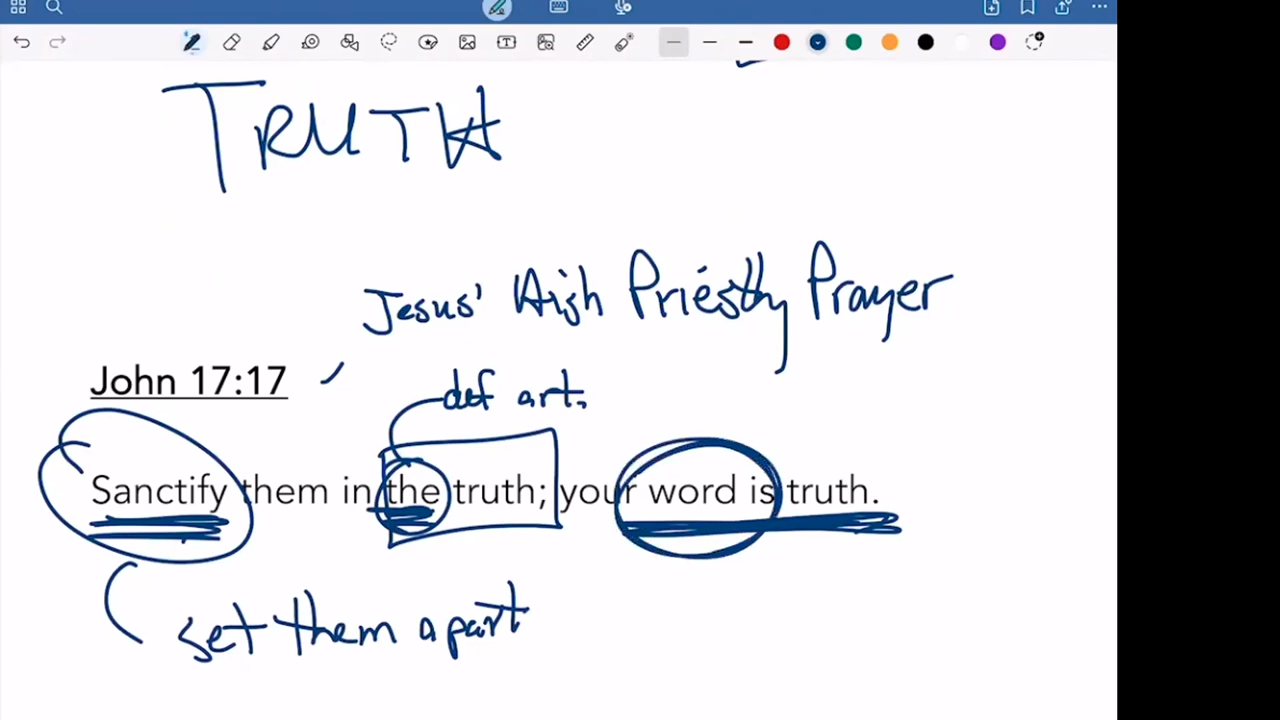 TRUTH
Jesus' High Priestly Prayer
John 17:17
def art.
Sanctify them in the truth; your word is truth.
set them apart